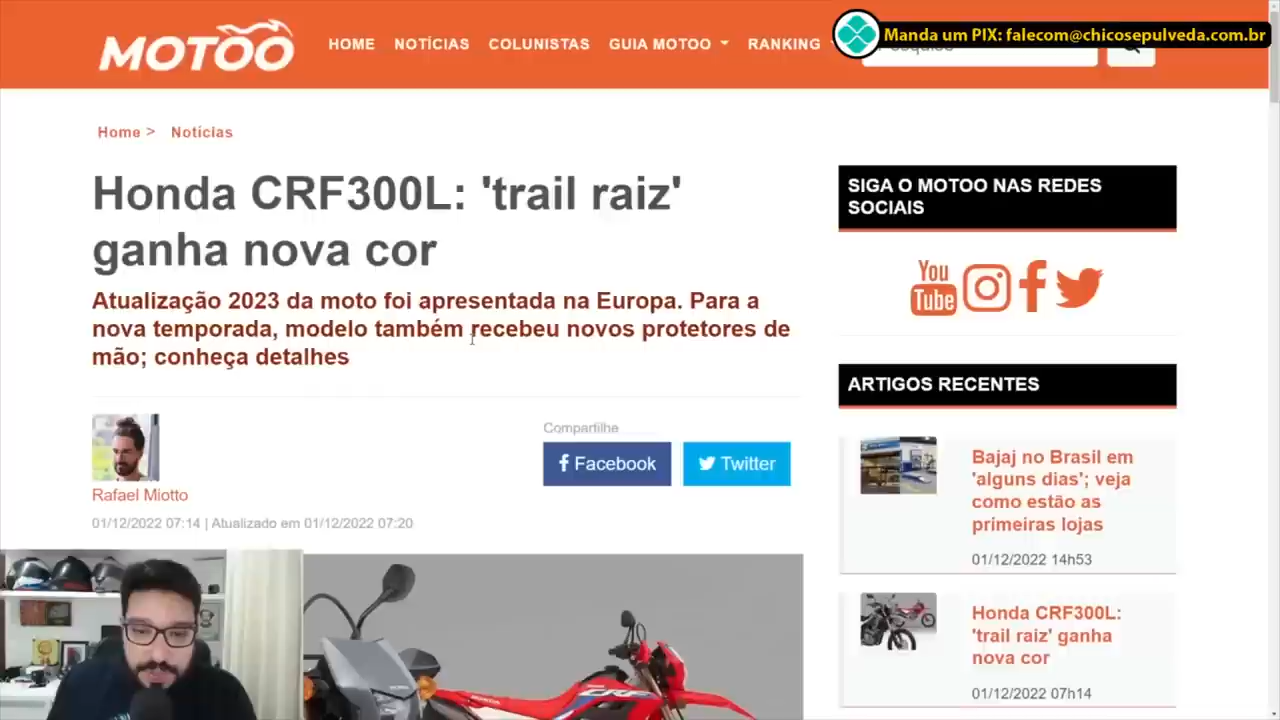 MOTOO
HOME NOTÍCIAS COLUNISTAS GUIA MOTOO RANKING
Manda um PIX: falecom@chicosepulveda.com.br
Home > Notícias
Honda CRF300L: 'trail raiz'
ganha nova cor
Atualização 2023 da moto foi apresentada na Europa. Para a
nova temporada, modelo também recebeu novos protetores de
mão; conheça detalhes
Rafael Miotto
01/12/2022 07:14 | Atualizado em 01/12/2022 07:20
Compartilhe
Facebook
Twitter
HONDA
CRF
SIGA O MOTOO NAS REDES
SOCIAIS
You
Tube
ARTIGOS RECENTES
Bajaj no Brasil em
'alguns dias'; veja
como estão as
primeiras lojas
01/12/2022 14h53
Honda CRF300L:
'trail raiz' ganha
nova cor
01/12/2022 07h14